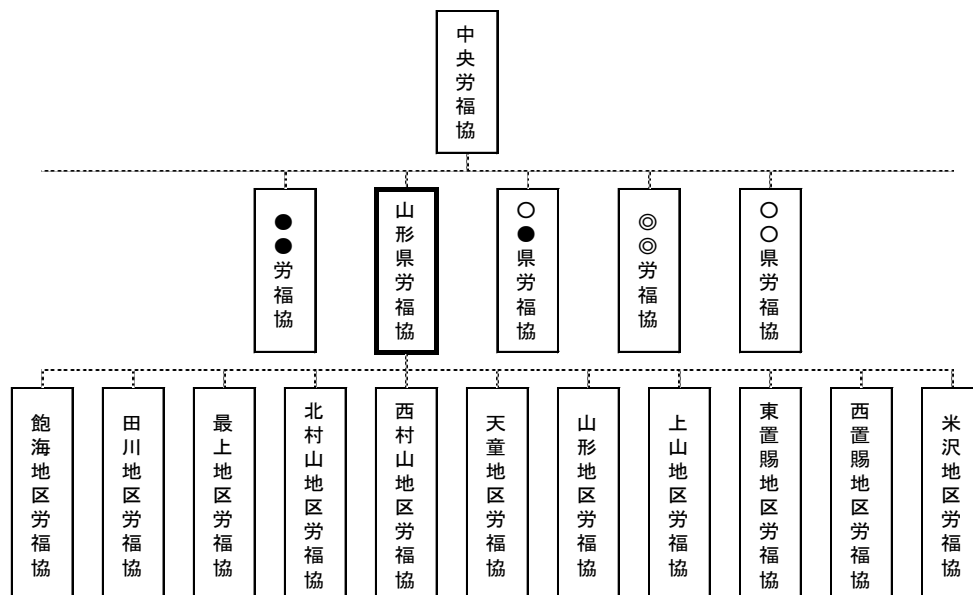 中央労福協
●●労福協
山形県労福協
○●県労福協
◎◎労福協
○○県労福協
飽海地区労福協
田川地区労福協
最上地区労福協
北村山地区労福協
西村山地区労福協
天童地区労福協
山形地区労福協
上山地区労福協
東置賜地区労福協
西置賜地区労福協
米沢地区労福協